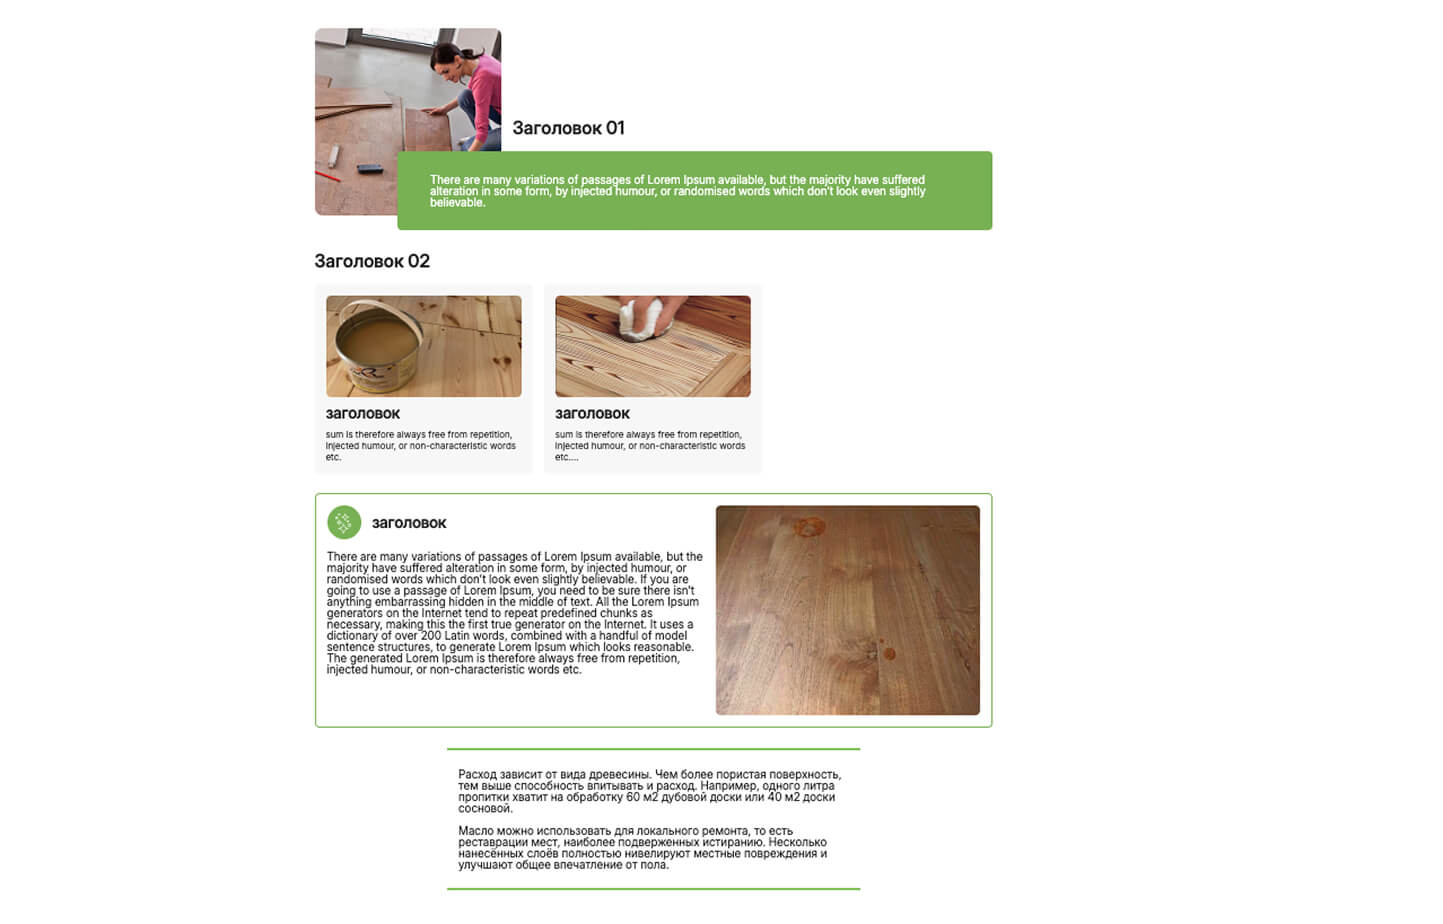 Заголовок 01
There are many variations of passages of Lorem Ipsum available, but the majority have suffered
alteration in some form, by injected humour, or randomised words which don't look even slightly
believable.
Заголовок 02
заголовок
sum is therefore always free from repetition,
injected humour, or non-characteristic words
etc.
заголовок
sum is therefore always free from repetition,
injected humour, or non-characteristic words
etc....
заголовок
There are many variations of passages of Lorem Ipsum available, but the
majority have suffered alteration in some form, by injected humour, or
randomised words which don't look even slightly believable. If you are
going to use a passage of Lorem Ipsum, you need to be sure there isn't
anything embarrassing hidden in the middle of text. All the Lorem Ipsum
generators on the Internet tend to repeat predefined chunks as
necessary, making this the first true generator on the Internet. It uses a
dictionary of over 200 Latin words, combined with a handful of model
sentence structures, to generate Lorem Ipsum which looks reasonable.
The generated Lorem Ipsum is therefore always free from repetition,
injected humour, or non-characteristic words etc.
Расход зависит от вида древесины. Чем более пористая поверхность,
тем выше способность впитывать и расход. Например, одного литра
пропитки хватит на обработку 60 м2 дубовой доски или 40 м2 доски
сосновой.
Масло можно использовать для локального ремонта, то есть
реставрации мест, наиболее подверженных истиранию. Несколько
нанесённых слоёв полностью нивелируют местные повреждения и
улучшают общее впечатление от пола.